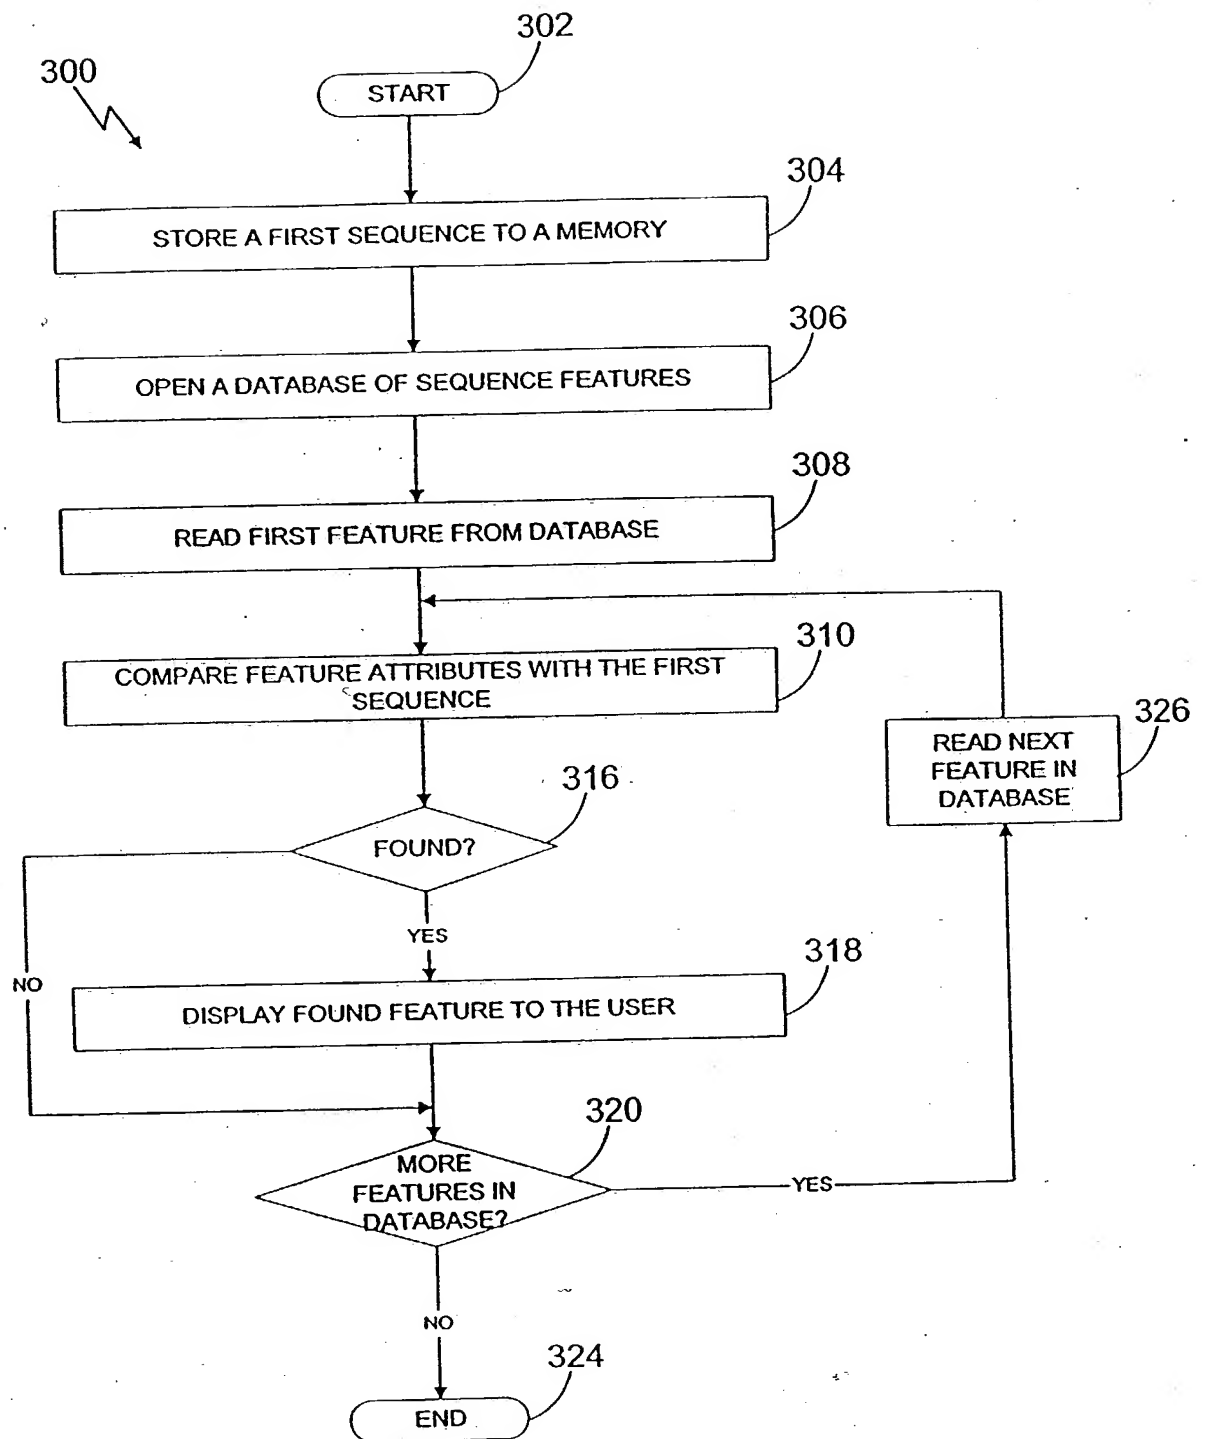 302
300
START
304
STORE A FIRST SEQUENCE TO A MEMORY
306
OPEN A DATABASE OF SEQUENCE FEATURES
308
READ FIRST FEATURE FROM DATABASE
310
COMPARE FEATURE ATTRIBUTES WITH THE FIRST
SEQUENCE
326
READ NEXT
FEATURE IN
DATABASE
316
FOUND?
YES
NO
318
DISPLAY FOUND FEATURE TO THE USER
320
MORE
FEATURES IN
DATABASE?
YES
NO
324
END